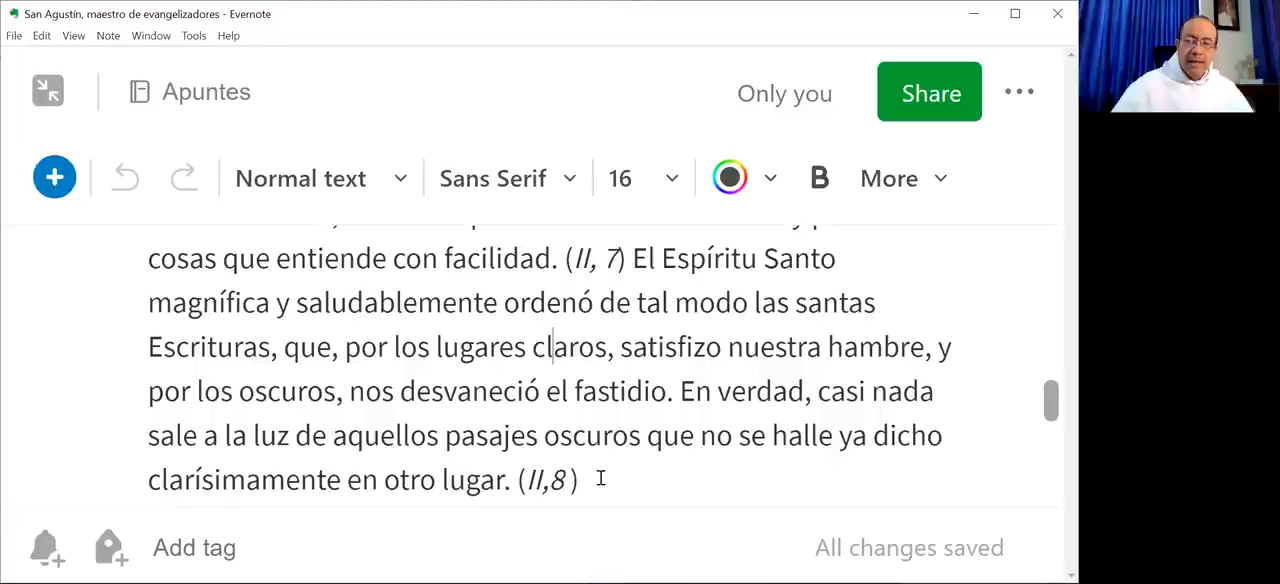 San Agustín, maestro de evangelizadores - Evernote
File Edit View Note Window Tools Help
Apuntes
Only you
Share
Normal text
Sans Serif
16
B
More
cosas que entiende con facilidad. (II, 7) El Espíritu Santo
magnífica y saludablemente ordenó de tal modo las santas
Escrituras, que, por los lugares claros, satisfizo nuestra hambre, y
por los oscuros, nos desvaneció el fastidio. En verdad, casi nada
sale a la luz de aquellos pasajes oscuros que no se halle ya dicho
clarísimamente en otro lugar. (II,8 )
Add tag
All changes saved